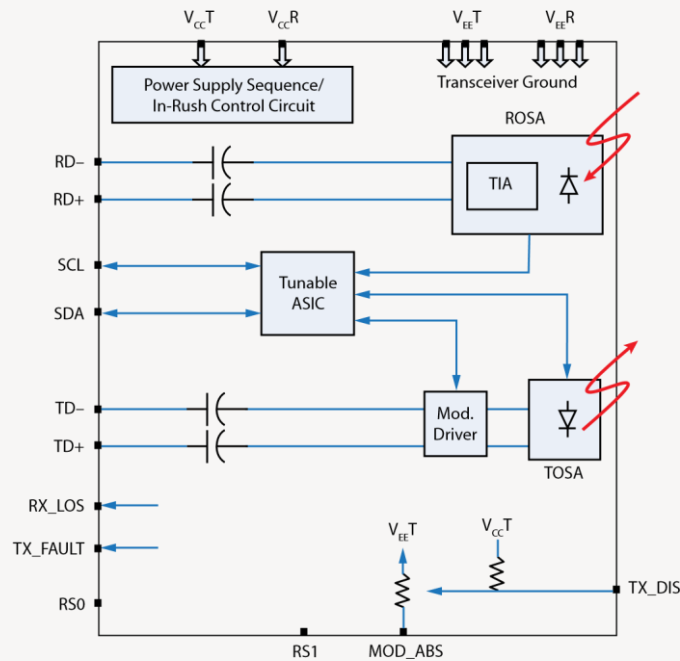 VCCT
VCCR
VEET
VEER
Power Supply Sequence/
In-Rush Control Circuit
Transceiver Ground
ROSA
RD–
TIA
RD+
SCL
Tunable
ASIC
SDA
TD–
Mod.
Driver
TD+
TOSA
RX_LOS
TX_FAULT
VEET
VCCT
TX_DIS
RS0
RS1
MOD_ABS